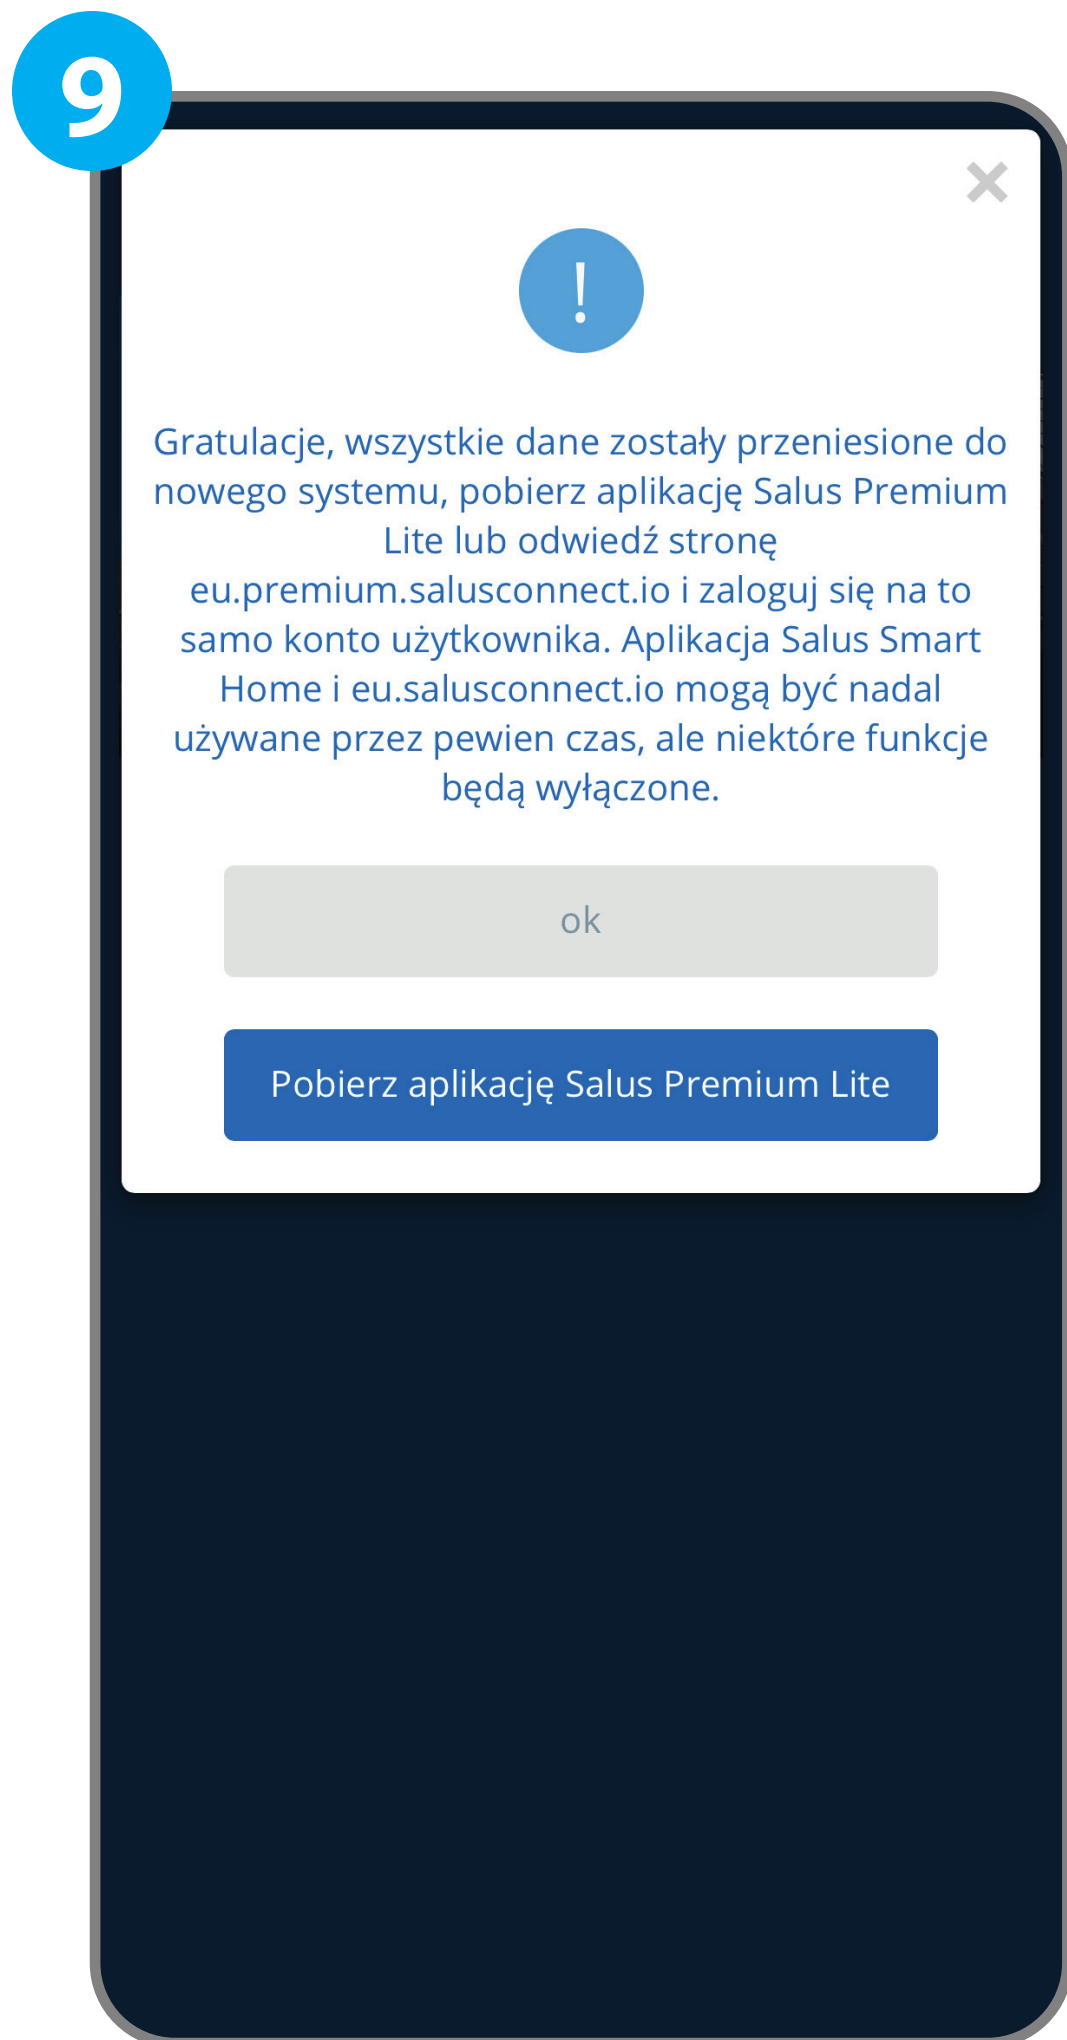 9
!
Gratulacje, wszystkie dane zostały przeniesione do
nowego systemu, pobierz aplikację Salus Premium
Lite lub odwiedź stronę
eu.premium.salusconnect.io i zaloguj się na to
samo konto użytkownika. Aplikacja Salus Smart
Home i eu.salusconnect.io mogą być nadal
używane przez pewien czas, ale niektóre funkcje
będą wyłączone.
ok
Pobierz aplikację Salus Premium Lite